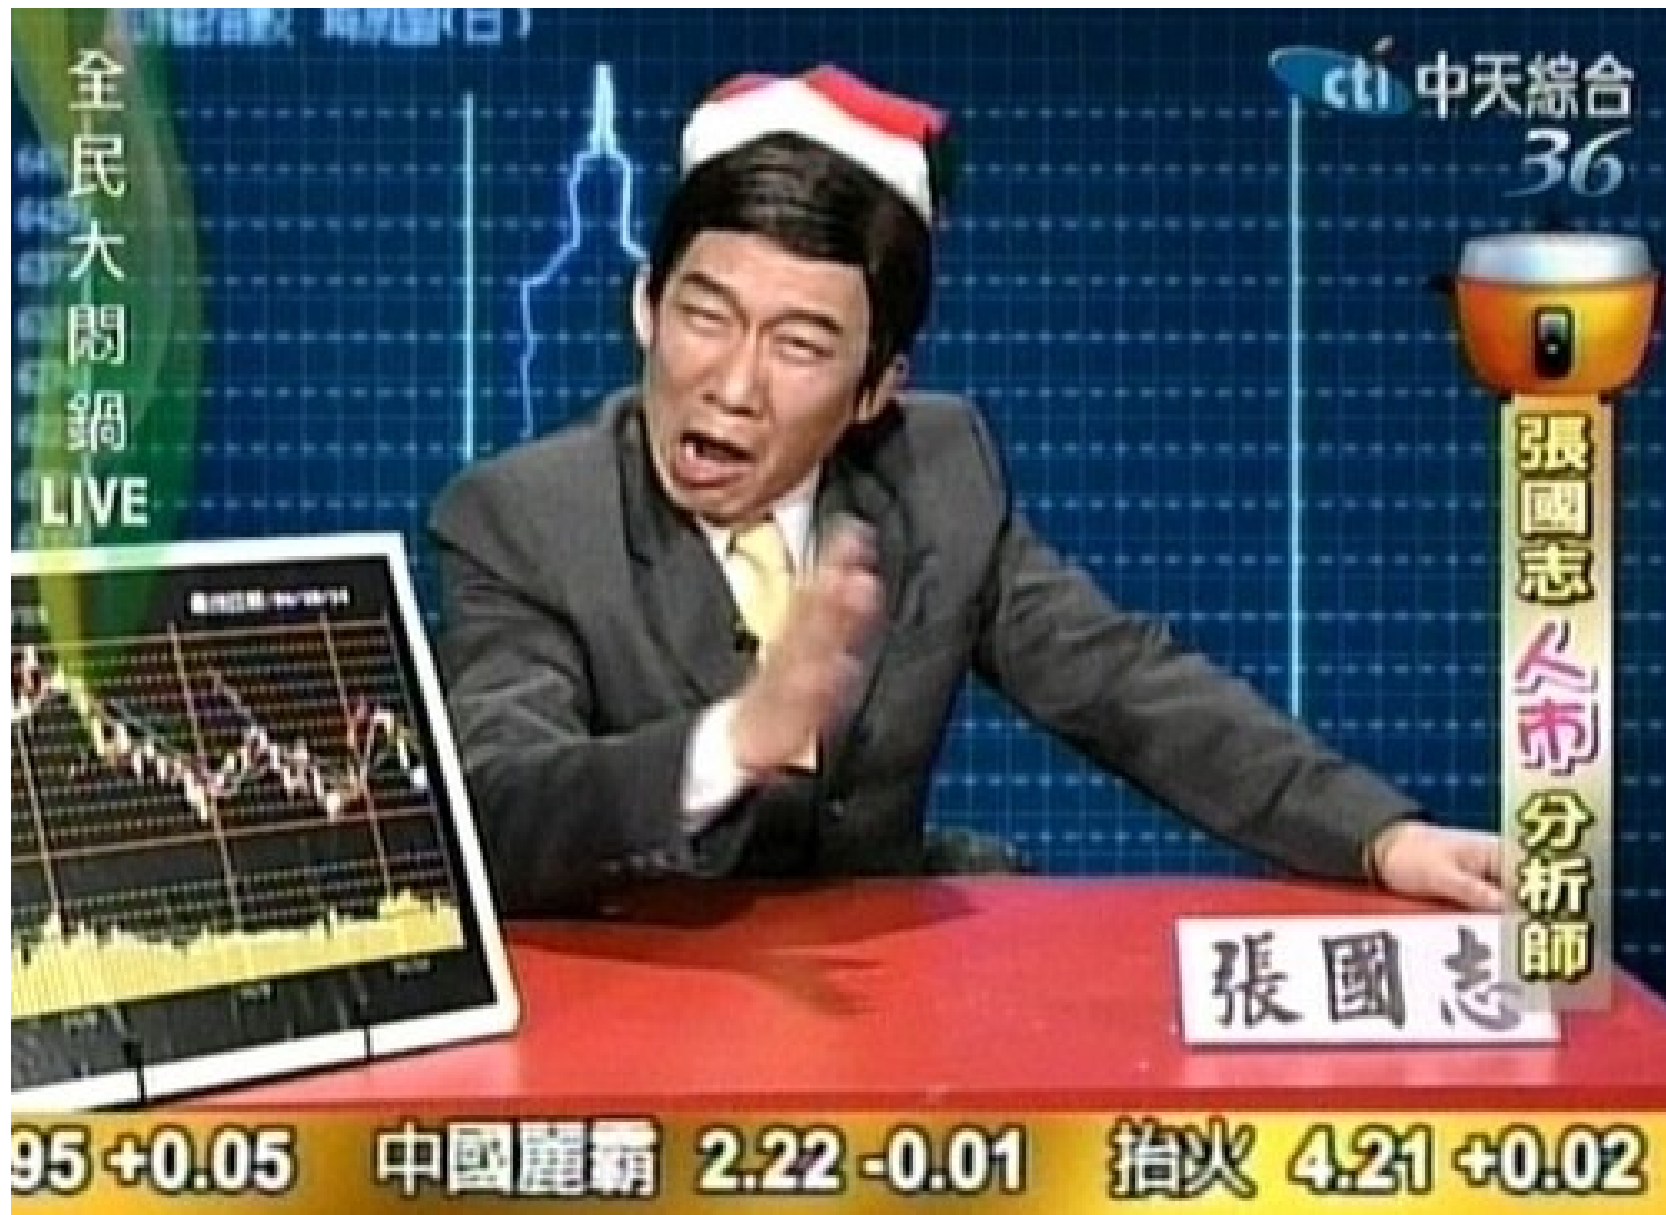 全民大悶鍋
LIVE
cti 中天綜合
36
張國志 人市 分析師
張國志
95 +0.05 中國麗霸 2.22 -0.01 抬火 4.21 +0.02